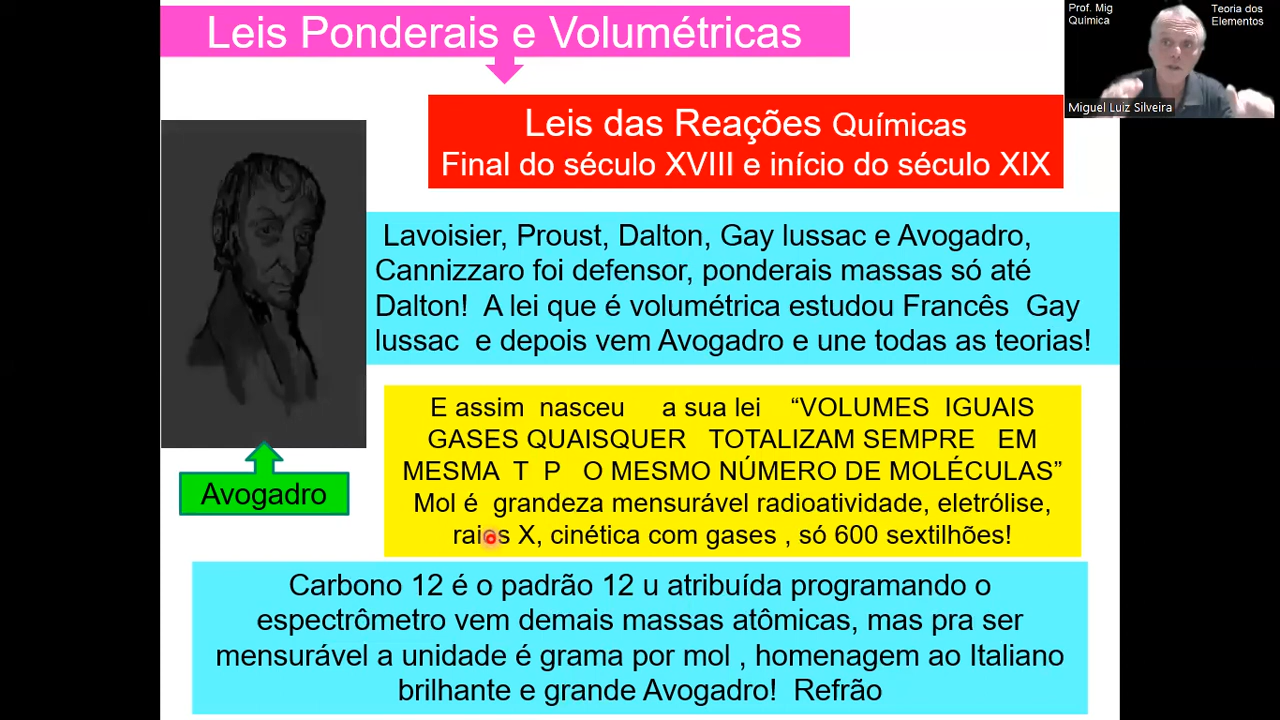 Leis Ponderais e Volumétricas
Prof. Mig
Química
Teoria dos
Elementos
Miguel Luiz Silveira
Leis das Reações Químicas
Final do século XVIII e início do século XIX
Lavoisier, Proust, Dalton, Gay lussac e Avogadro,
Cannizzaro foi defensor, ponderais massas só até
Dalton! A lei que é volumétrica estudou Francês Gay
lussac e depois vem Avogadro e une todas as teorias!
E assim nasceu a sua lei “VOLUMES IGUAIS
GASES QUAISQUER TOTALIZAM SEMPRE EM
MESMA T P O MESMO NÚMERO DE MOLÉCULAS”
Mol é grandeza mensurável radioatividade, eletrólise,
raios X, cinética com gases , só 600 sextilhões!
Avogadro
Carbono 12 é o padrão 12 u atribuída programando o
espectrômetro vem demais massas atômicas, mas pra ser
mensurável a unidade é grama por mol , homenagem ao Italiano
brilhante e grande Avogadro! Refrão